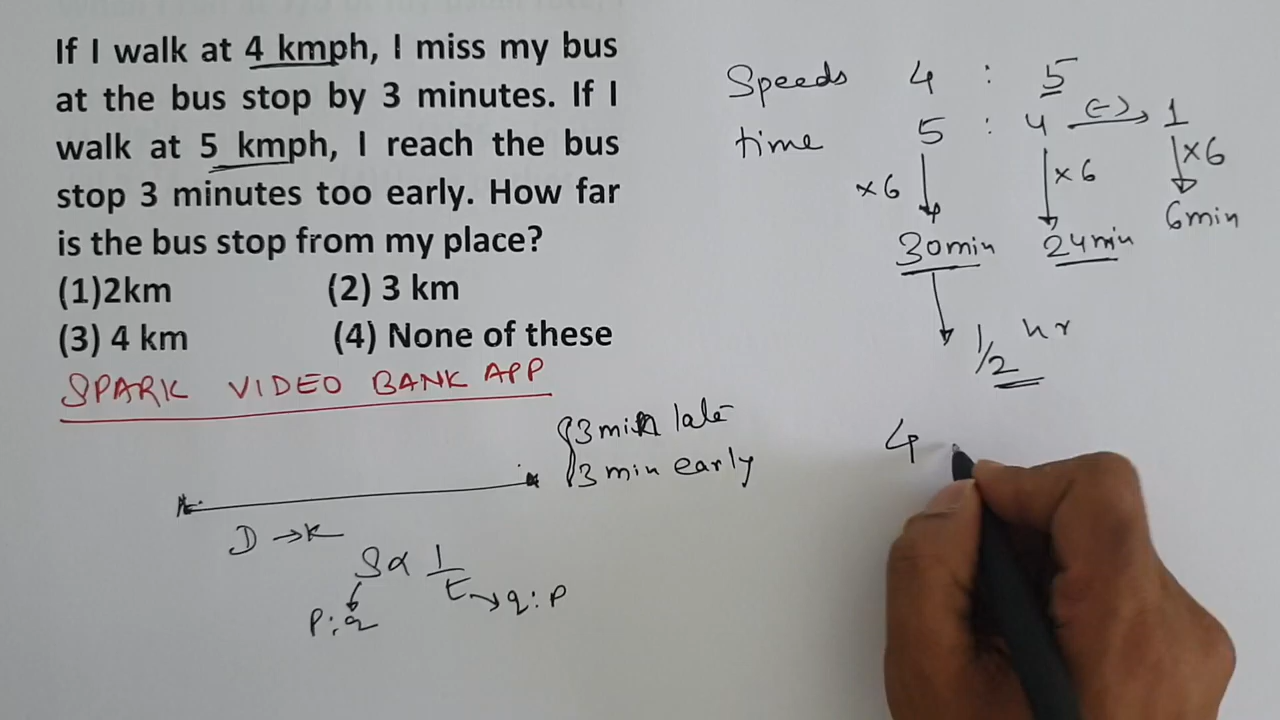 If I walk at 4 kmph, I miss my bus
at the bus stop by 3 minutes. If I
walk at 5 kmph, I reach the bus
stop 3 minutes too early. How far
is the bus stop from my place?
(1)2km (2) 3 km
(3) 4 km (4) None of these
SPARK VIDEO BANK APP
3 min late
3 min early
D → K
S ∝ 1/t
P:q → q:P
Speeds 4 : 5
time 5 : 4 (-) → 1
×6 ×6 ×6
30min 24min 6min
1/2 hr
4